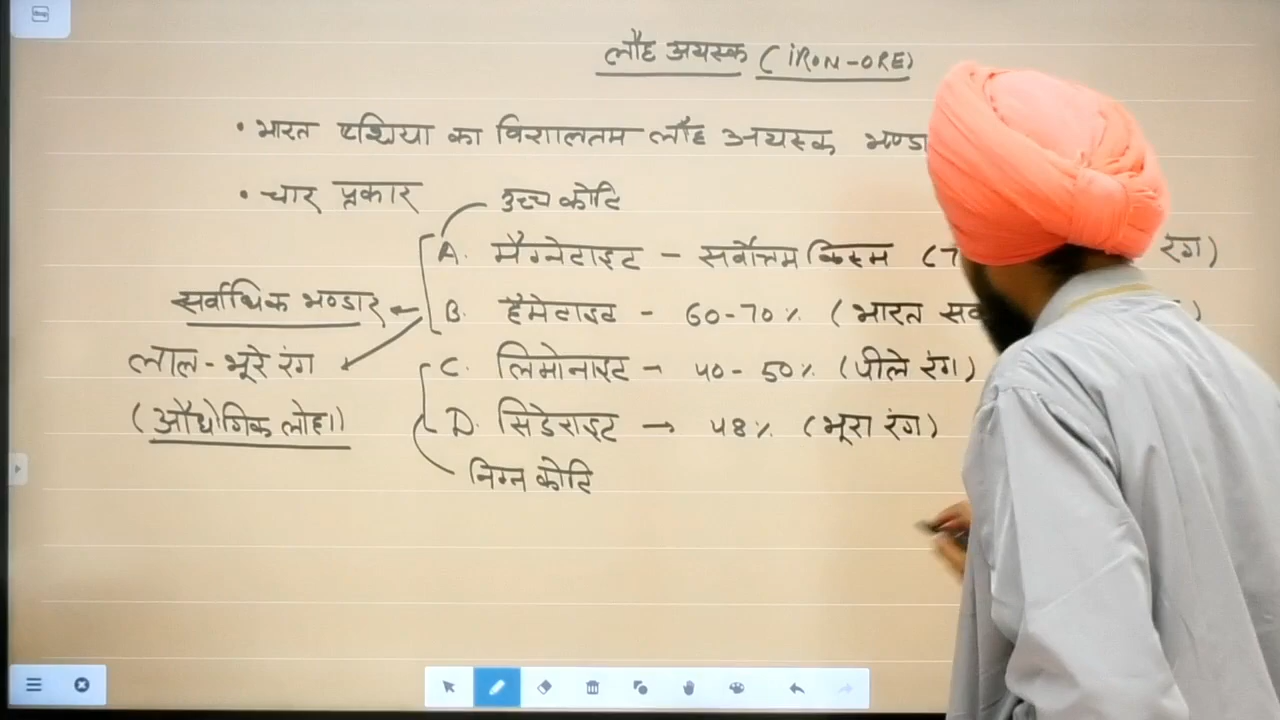 लौह अयस्क (IRON-ORE)
• भारत एशिया का विशालतम लौह अयस्क
• चार प्रकार
उच्च कोटि
A. मैग्नेटाइट - सर्वोत्तम किस्म रंग)
सर्वाधिक भण्डार
B. हैमेटाइट - 60-70% (भारत
लाल-भूरे रंग
C. लिमोनाइट - 40-50% (पीले रंग)
(औद्योगिक लोहा)
D. सिडेराइट → 48% (भूरा रंग)
निम्न कोटि